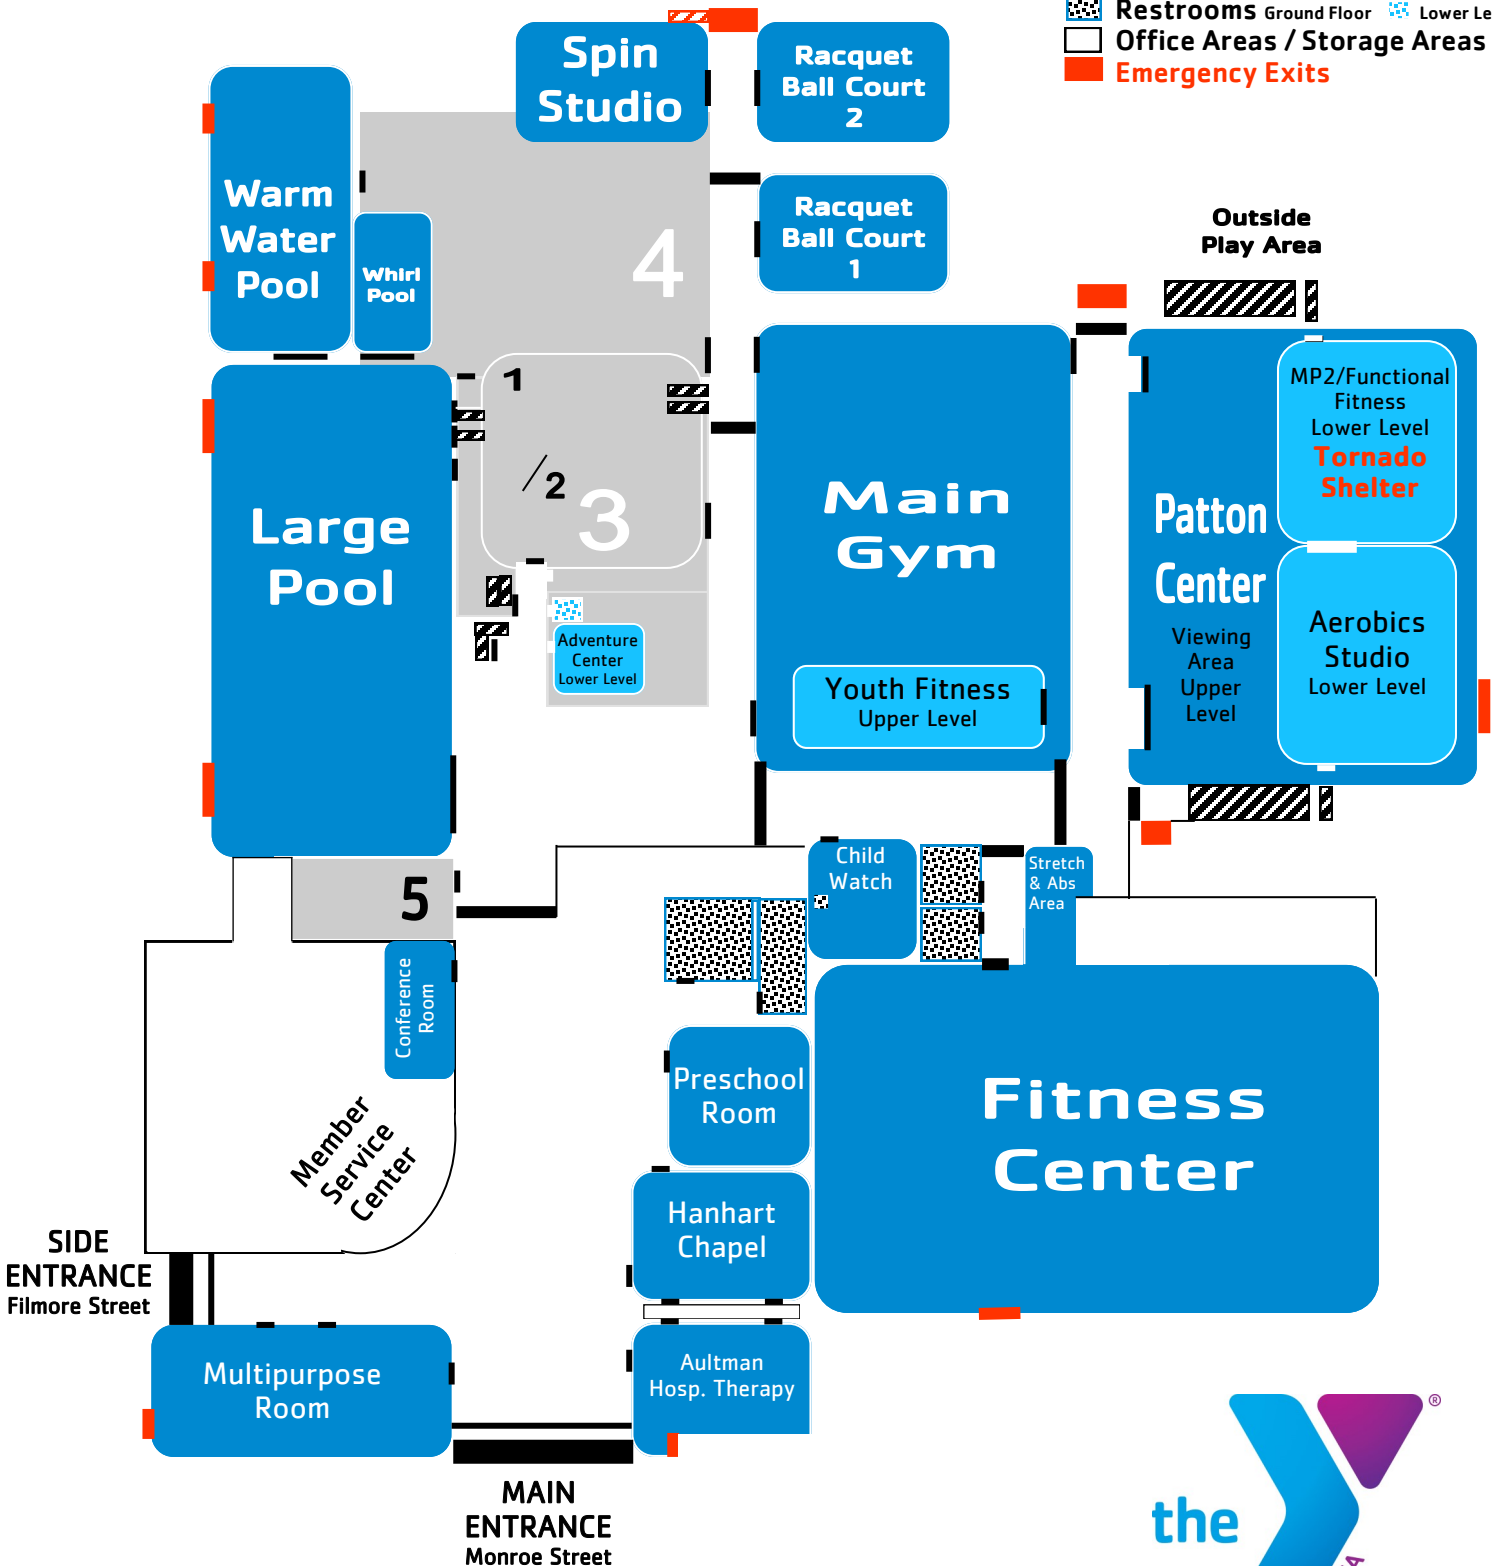 Restrooms Ground Floor Lower Le
Office Areas / Storage Areas
Emergency Exits
Spin
Studio
Racquet
Ball Court
2
Warm
Water
Pool
Whirl
Pool
4
Racquet
Ball Court
1
Outside
Play Area
1
2
3
Large
Pool
Adventure
Center
Lower Level
Main
Gym
Youth Fitness
Upper Level
MP2/Functional
Fitness
Lower Level
Tornado
Shelter
Patton
Center
Viewing
Area
Upper
Level
Aerobics
Studio
Lower Level
5
Child
Watch
Stretch
& Abs
Area
Conference
Room
Member
Service
Center
Preschool
Room
Hanhart
Chapel
Fitness
Center
SIDE
ENTRANCE
Filmore Street
Multipurpose
Room
Aultman
Hosp. Therapy
MAIN
ENTRANCE
Monroe Street
the
®